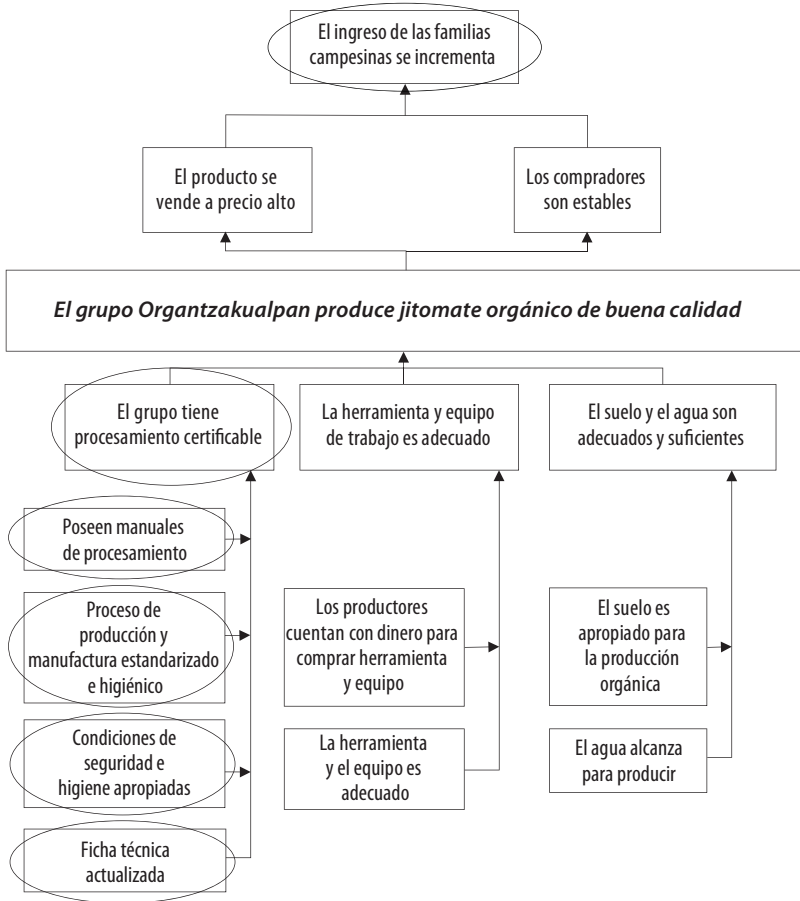 El ingreso de las familias
campesinas se incrementa
El producto se
vende a precio alto
Los compradores
son estables
El grupo Organtzakualpan produce jitomate orgánico de buena calidad
El grupo tiene
procesamiento certificable
La herramienta y equipo
de trabajo es adecuado
El suelo y el agua son
adecuados y suficientes
Poseen manuales
de procesamiento
Proceso de
producción y
manufactura estandarizado
e higiénico
Condiciones de
seguridad e
higiene apropiadas
Ficha técnica
actualizada
Los productores
cuentan con dinero para
comprar herramienta
y equipo
La herramienta
y el equipo es
adecuado
El suelo es
apropiado para
la producción
orgánica
El agua alcanza
para producir